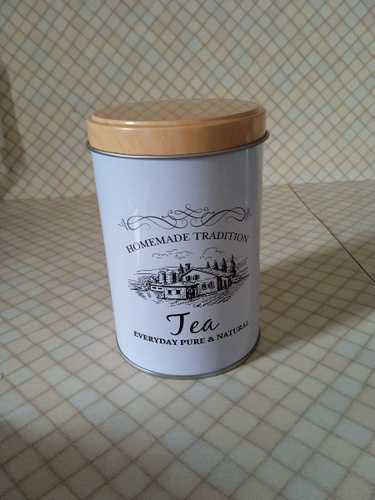 HOMEMADE TRADITION
Tea
EVERYDAY PURE & NATURAL